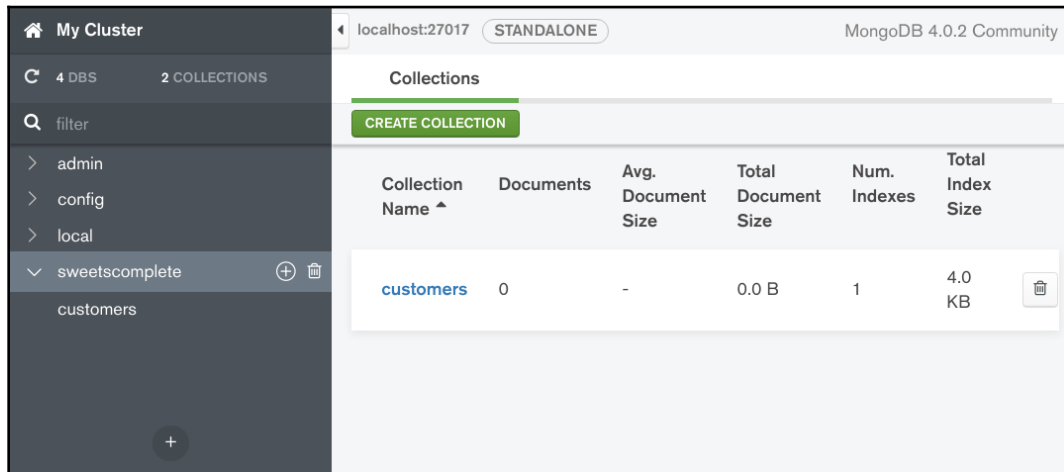 My Cluster
4 DBS 2 COLLECTIONS
filter
admin
config
local
sweetscomplete
customers
localhost:27017 STANDALONE MongoDB 4.0.2 Community
Collections
CREATE COLLECTION
Collection Name Documents Avg. Document Size Total Document Size Num. Indexes Total Index Size
customers 0 - 0.0 B 1 4.0 KB